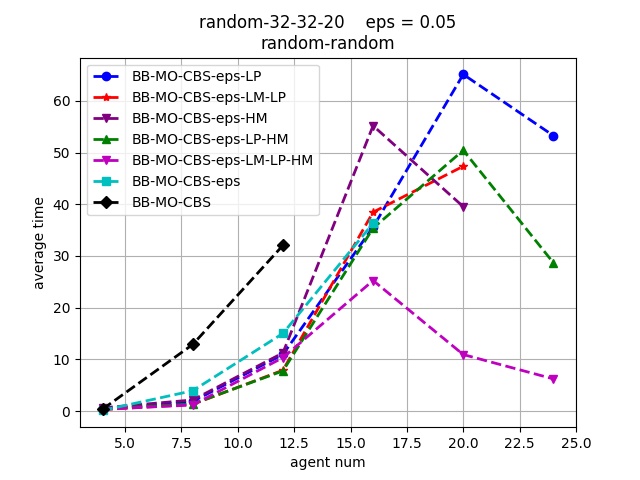 random-32-32-20    eps = 0.05
random-random
BB-MO-CBS-eps-LP
BB-MO-CBS-eps-LM-LP
BB-MO-CBS-eps-HM
BB-MO-CBS-eps-LP-HM
BB-MO-CBS-eps-LM-LP-HM
BB-MO-CBS-eps
BB-MO-CBS
average time
60
50
40
30
20
10
0
5.0 7.5 10.0 12.5 15.0 17.5 20.0 22.5 25.0
agent num